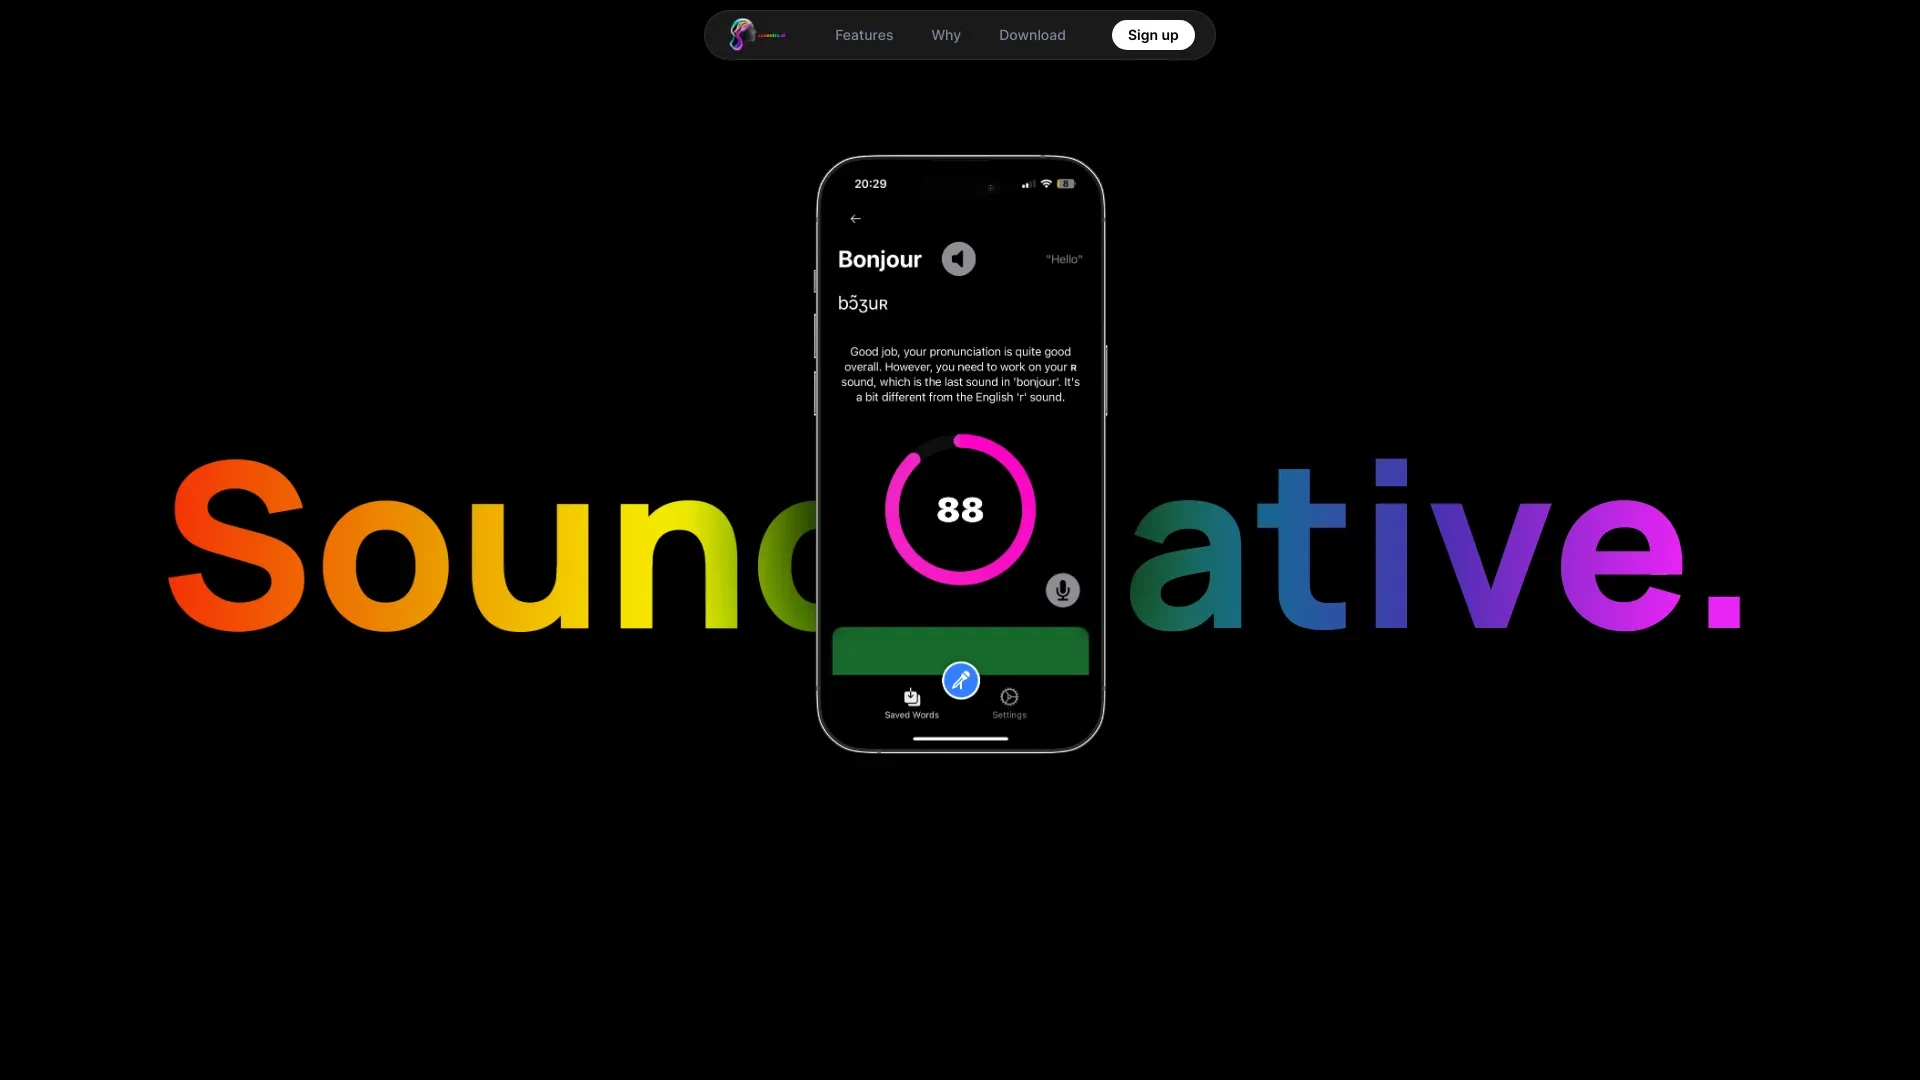 Features Why Download Sign up
20:29
8
Bonjour "Hello"
bɔ̃ʒuʀ
Good job, your pronunciation is quite good
overall. However, you need to work on your ʀ
sound, which is the last sound in 'bonjour'. It's
a bit different from the English 'r' sound.
88
Sound ative.
Saved Words Settings